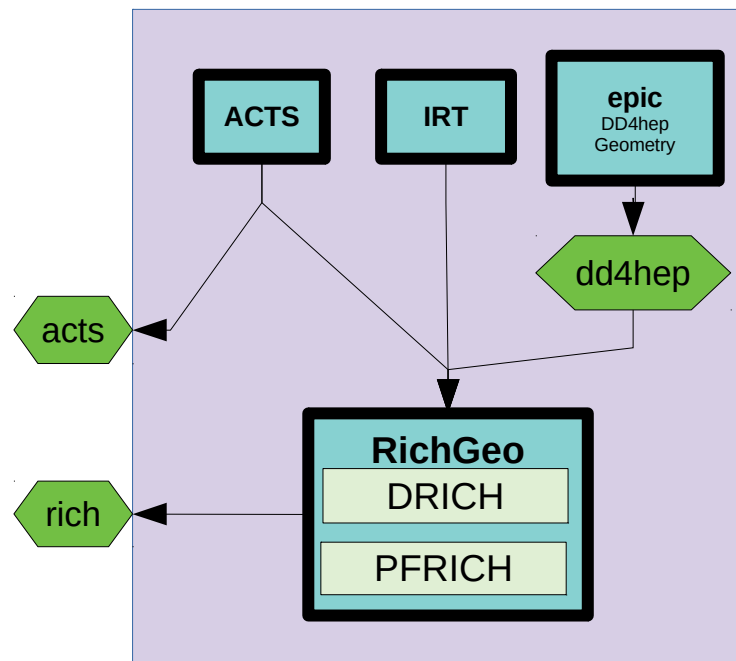 ACTS
IRT
epic
DD4hep
Geometry
dd4hep
acts
RichGeo
DRICH
rich
PFRICH